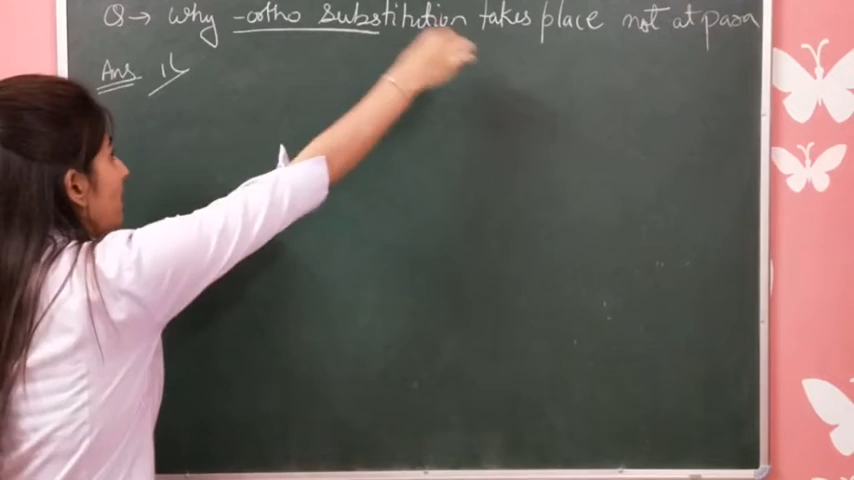 Q → Why -ortho Substitution takes place not at para
Ans 1(